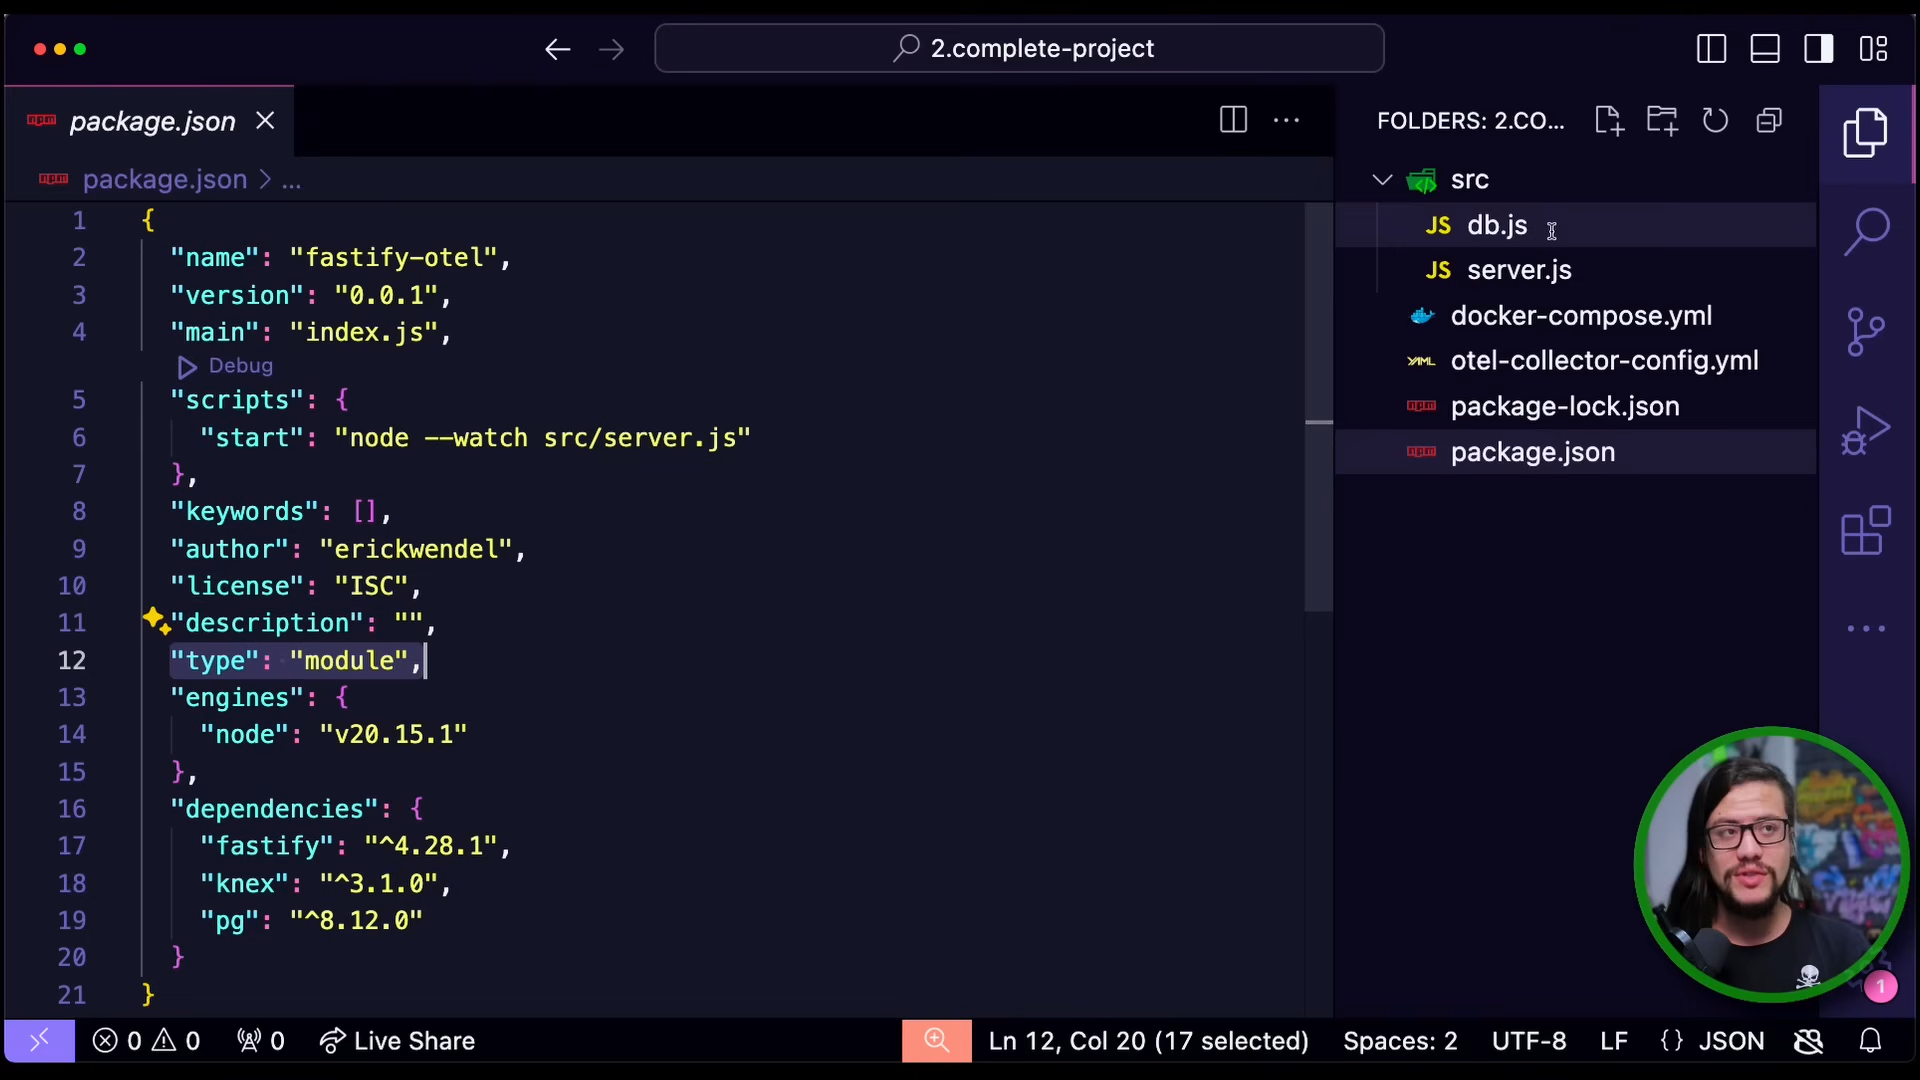 2.complete-project
package.json
package.json > ...
1 {
2 "name": "fastify-otel",
3 "version": "0.0.1",
4 "main": "index.js",
Debug
5 "scripts": {
6 "start": "node --watch src/server.js"
7 },
8 "keywords": [],
9 "author": "erickwendel",
10 "license": "ISC",
11 "description": "",
12 "type": "module",
13 "engines": {
14 "node": "v20.15.1"
15 },
16 "dependencies": {
17 "fastify": "^4.28.1",
18 "knex": "^3.1.0",
19 "pg": "^8.12.0"
20 }
21 }
FOLDERS: 2.CO...
src
JS db.js
JS server.js
docker-compose.yml
YAML otel-collector-config.yml
package-lock.json
package.json
1
0 0 0 Live Share Ln 12, Col 20 (17 selected) Spaces: 2 UTF-8 LF {} JSON